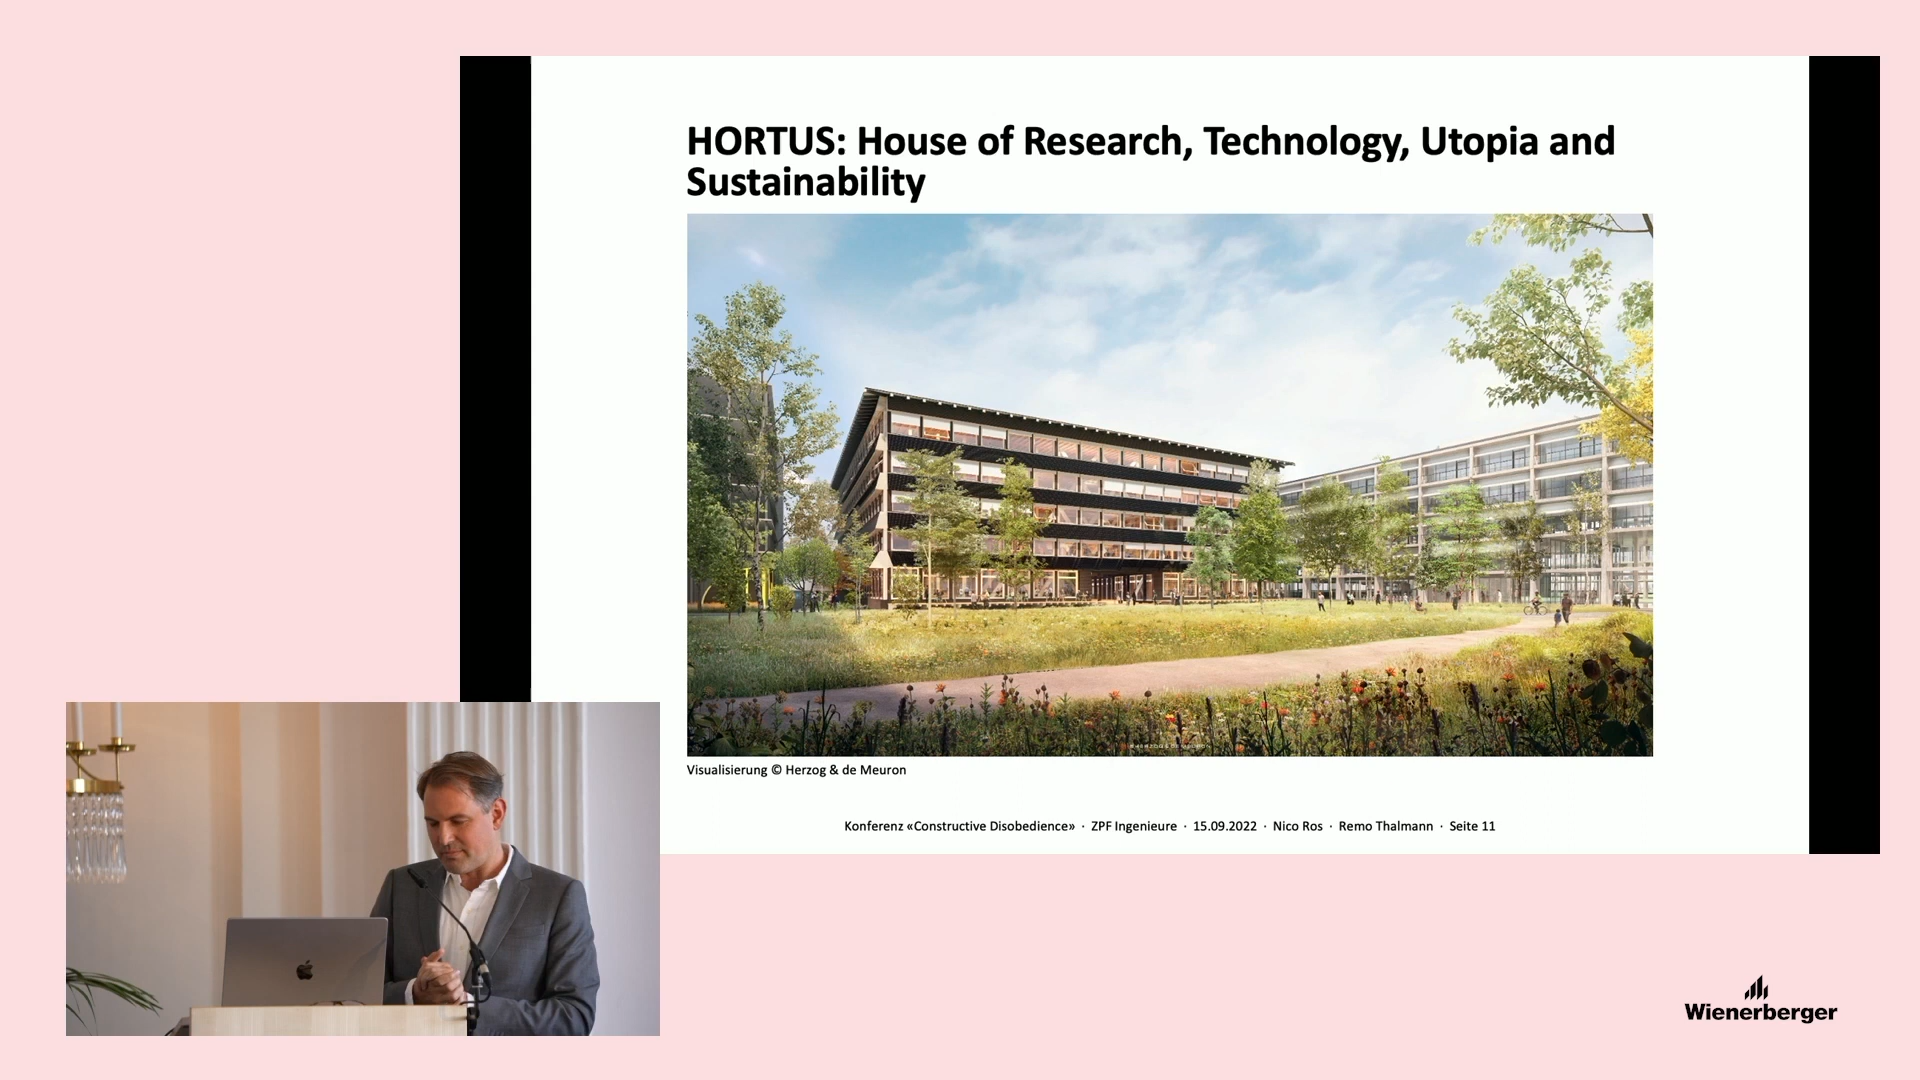 HORTUS: House of Research, Technology, Utopia and
Sustainability
Visualisierung © Herzog & de Meuron
Konferenz «Constructive Disobedience» · ZPF Ingenieure · 15.09.2022 · Nico Ros · Remo Thalmann · Seite 11
Wienerberger